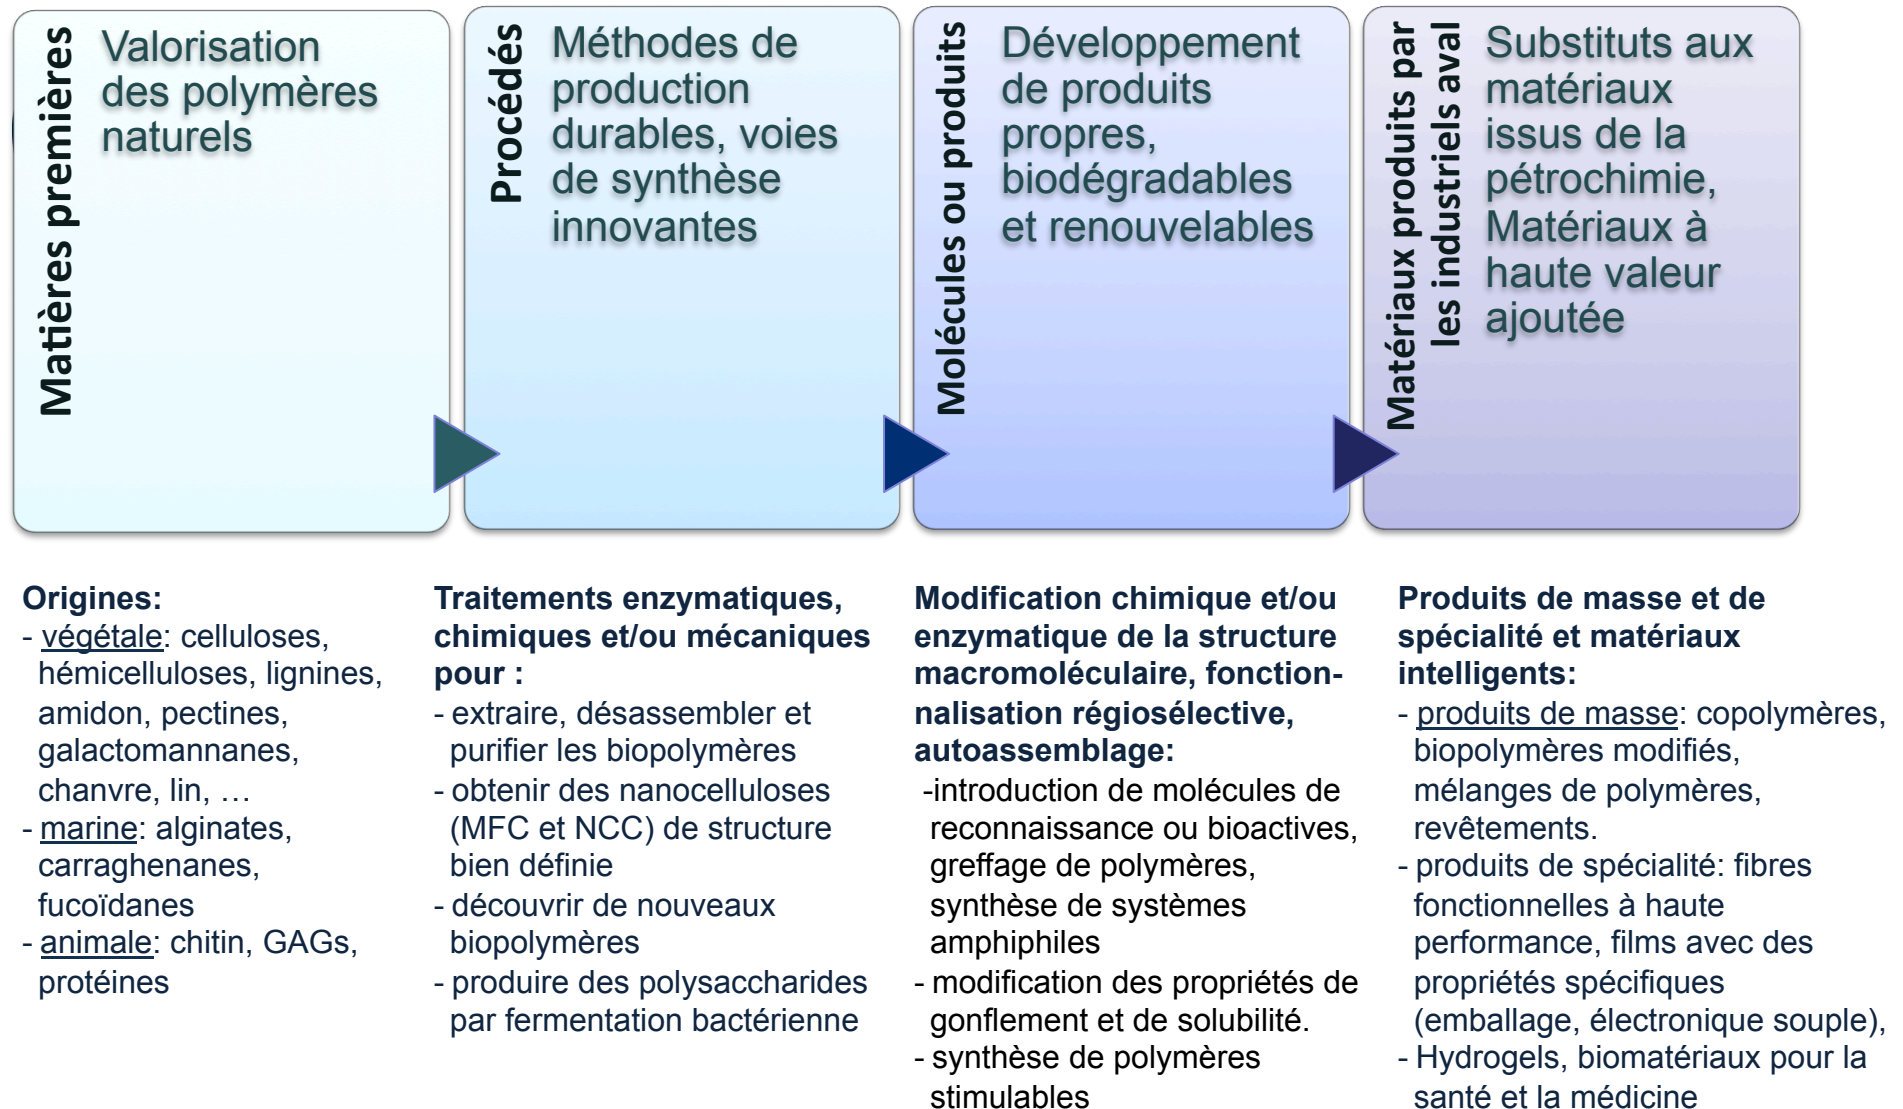 Matières premières
Valorisation
des polymères
naturels
Procédés
Méthodes de
production
durables, voies
de synthèse
innovantes
Molécules ou produits
Développement
de produits
propres,
biodégradables
et renouvelables
Matériaux produits par
les industriels aval
Substituts aux
matériaux
issus de la
pétrochimie,
Matériaux à
haute valeur
ajoutée
Origines:
- végétale: celluloses,
hémicelluloses, lignines,
amidon, pectines,
galactomannanes,
chanvre, lin, …
- marine: alginates,
carraghenanes,
fucoïdanes
- animale: chitin, GAGs,
protéines
Traitements enzymatiques,
chimiques et/ou mécaniques
pour :
- extraire, désassembler et
purifier les biopolymères
- obtenir des nanocelluloses
(MFC et NCC) de structure
bien définie
- découvrir de nouveaux
biopolymères
- produire des polysaccharides
par fermentation bactérienne
Modification chimique et/ou
enzymatique de la structure
macromoléculaire, fonction-
nalisation régiosélective,
autoassemblage:
-introduction de molécules de
reconnaissance ou bioactives,
greffage de polymères,
synthèse de systèmes
amphiphiles
- modification des propriétés de
gonflement et de solubilité.
- synthèse de polymères
stimulables
Produits de masse et de
spécialité et matériaux
intelligents:
- produits de masse: copolymères,
biopolymères modifiés,
mélanges de polymères,
revêtements.
- produits de spécialité: fibres
fonctionnelles à haute
performance, films avec des
propriétés spécifiques
(emballage, électronique souple),
- Hydrogels, biomatériaux pour la
santé et la médicine